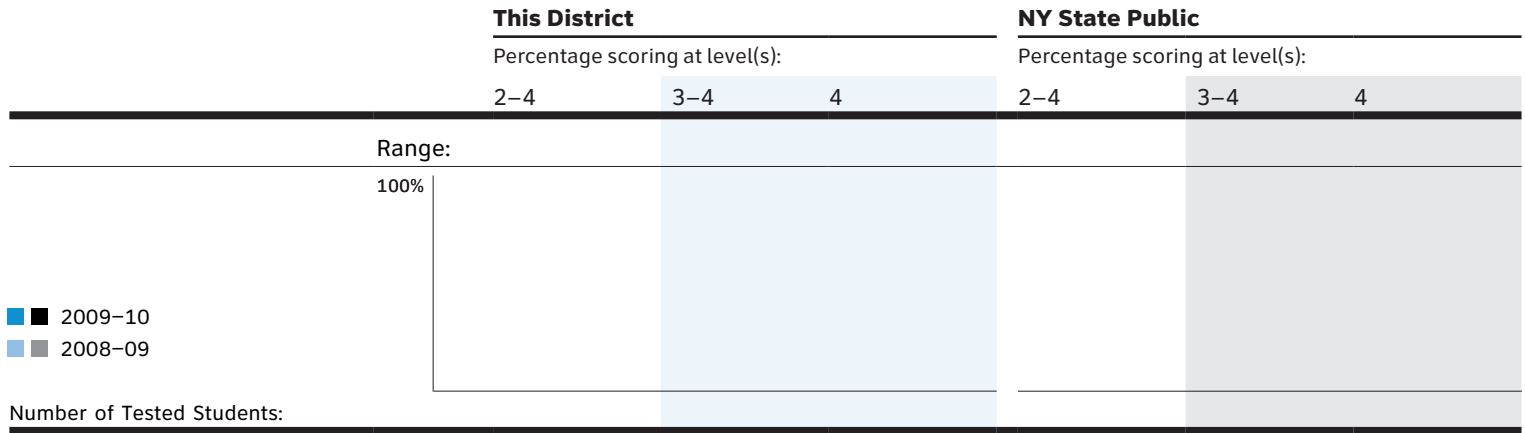 This District NY State Public
Percentage scoring at level(s): Percentage scoring at level(s):
2–4 3–4 4 2–4 3–4 4
Range:
100%
2009–10
2008–09
Number of Tested Students: